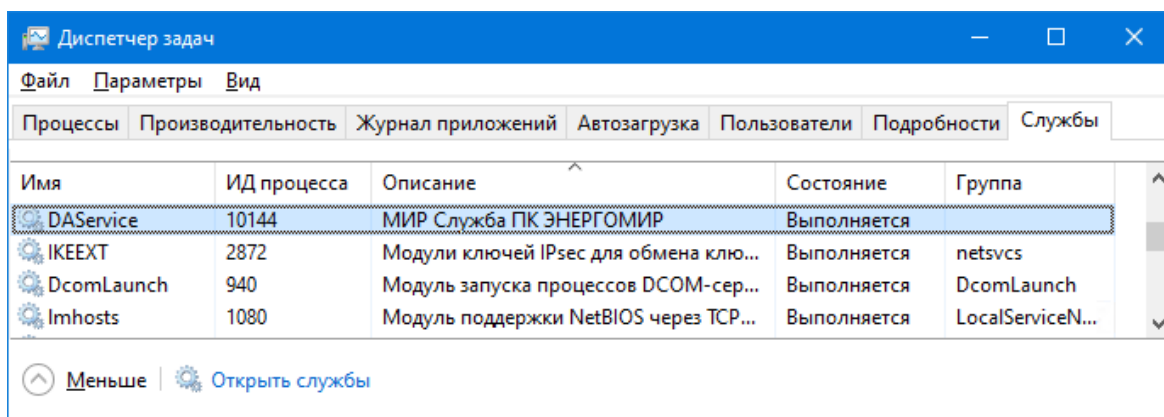 Диспетчер задач
Файл Параметры Вид
Процессы Производительность Журнал приложений Автозагрузка Пользователи Подробности Службы
Имя ИД процесса Описание Состояние Группа
DAService 10144 МИР Служба ПК ЭНЕРГОМИР Выполняется
IKEEXT 2872 Модули ключей IPsec для обмена клю... Выполняется netsvcs
DcomLaunch 940 Модуль запуска процессов DCOM-сер... Выполняется DcomLaunch
lmhosts 1080 Модуль поддержки NetBIOS через TCP... Выполняется LocalServiceN...
Меньше Открыть службы